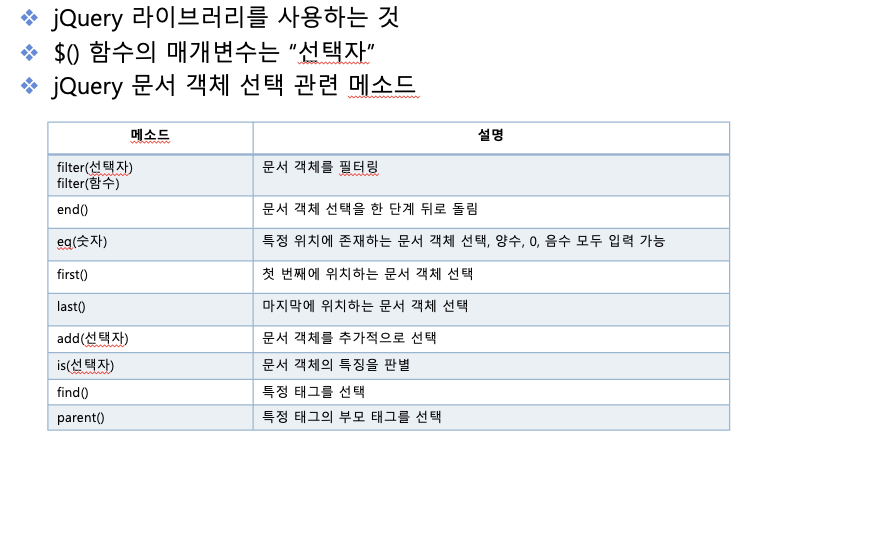 jQuery 라이브러리를 사용하는 것
$() 함수의 매개변수는 “선택자”
jQuery 문서 객체 선택 관련 메소드
메소드 설명
filter(선택자) 문서 객체를 필터링
filter(함수)
end() 문서 객체 선택을 한 단계 뒤로 돌림
eq(숫자) 특정 위치에 존재하는 문서 객체 선택, 양수, 0, 음수 모두 입력 가능
first() 첫 번째에 위치하는 문서 객체 선택
last() 마지막에 위치하는 문서 객체 선택
add(선택자) 문서 객체를 추가적으로 선택
is(선택자) 문서 객체의 특징을 판별
find() 특정 태그를 선택
parent() 특정 태그의 부모 태그를 선택